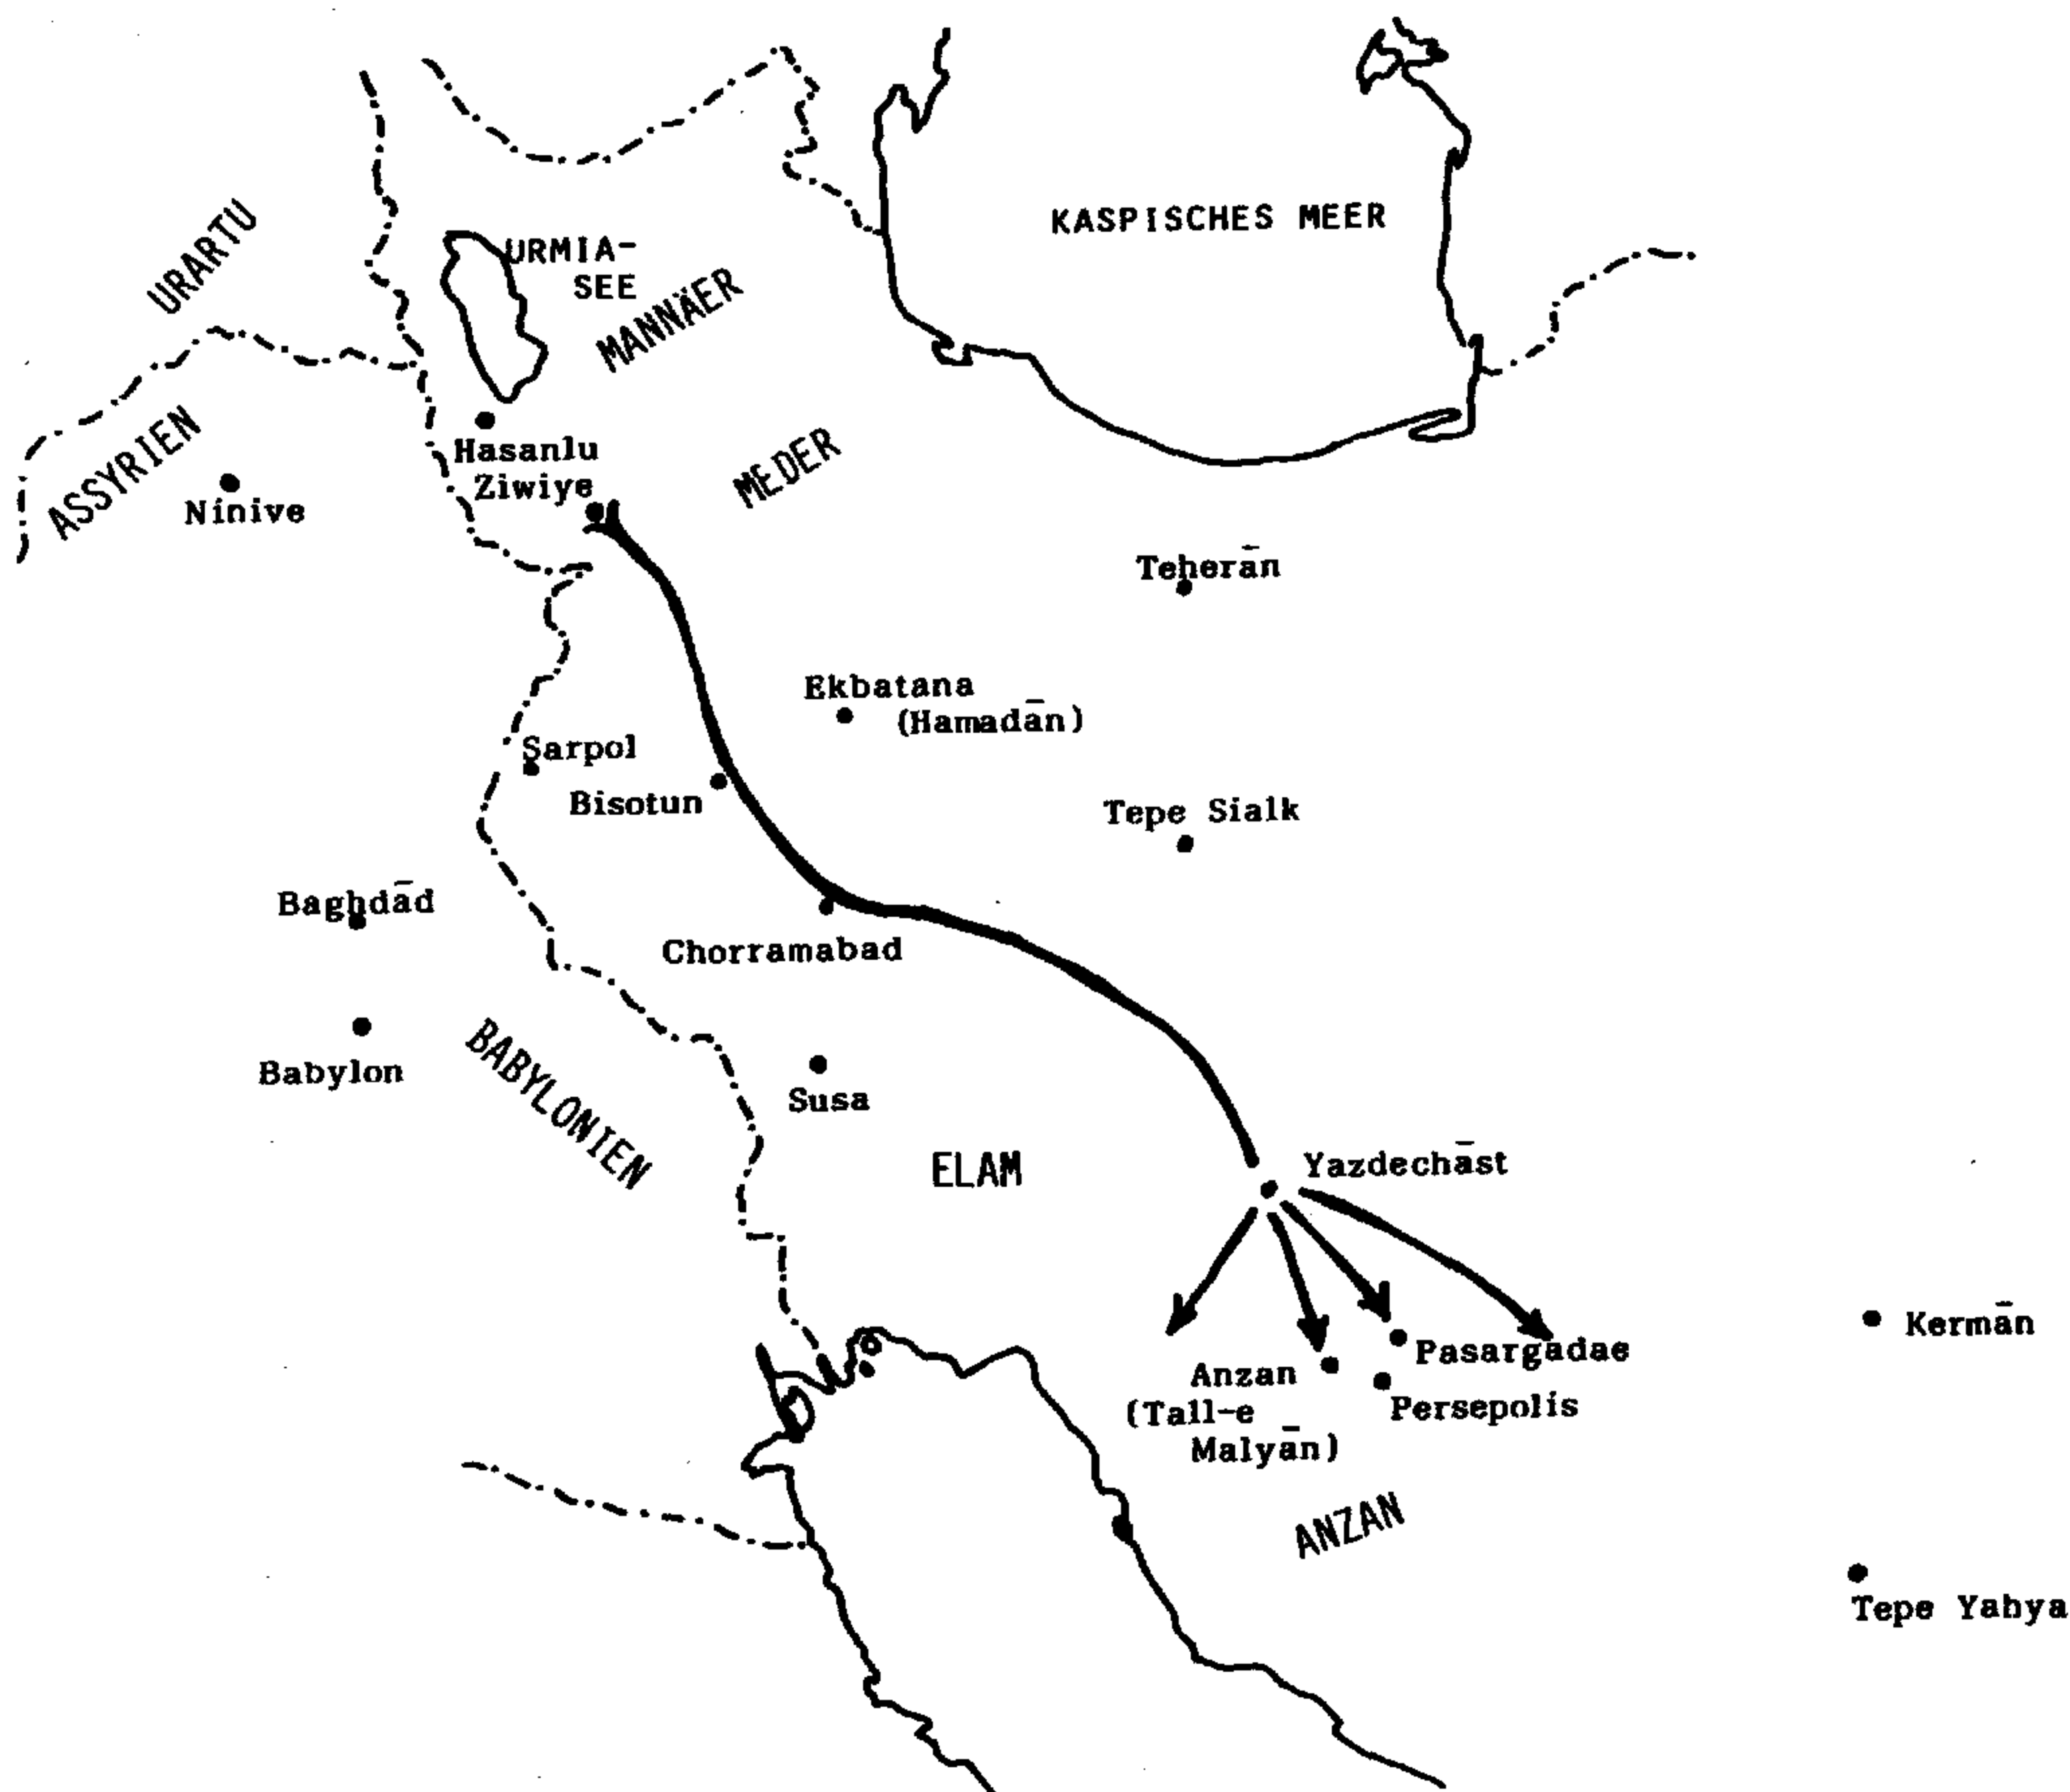 KASPISCHES MEER
URARTU
URMIA-
SEE
MANNÄER
ASSYRIEN
Hasanlu
Ziwiye
MEDER
Ninive
Teherān
Ekbatana
(Hamadān)
Sarpol
Bisotun
Tepe Sialk
Baghdād
Chorramabad
Babylon
BABYLONIEN
Susa
ELAM
Yazdechāst
Kermān
Pasargadae
Anzan
(Tall-e
Malyān)
Persepolis
ANZAN
Tepe Yahya